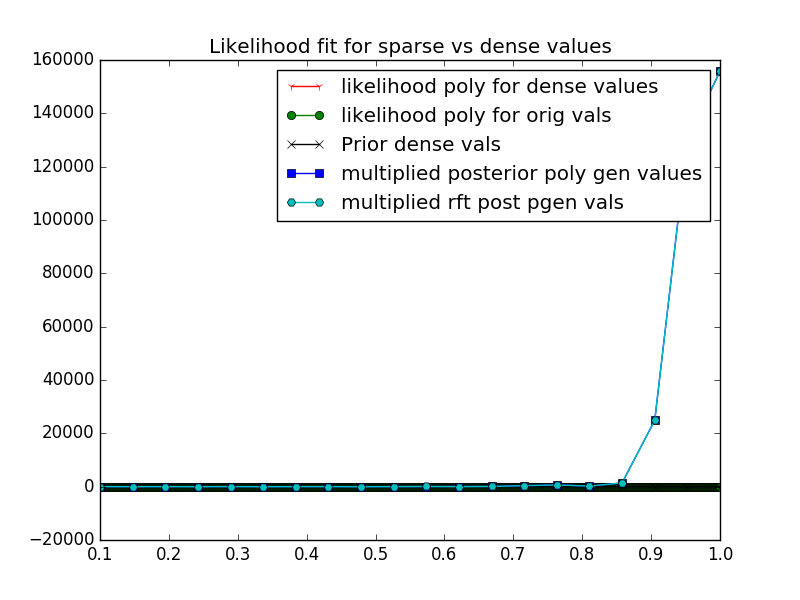 Likelihood fit for sparse vs dense values
160000
140000
120000
100000
80000
60000
40000
20000
0
−20000
likelihood poly for dense values
likelihood poly for orig vals
Prior dense vals
multiplied posterior poly gen values
multiplied rft post pgen vals
0.1 0.2 0.3 0.4 0.5 0.6 0.7 0.8 0.9 1.0